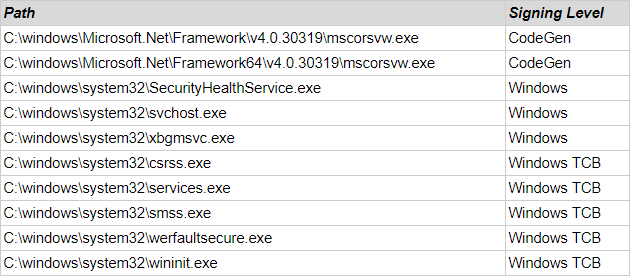 Path Signing Level
C:\windows\Microsoft.Net\Framework\v4.0.30319\mscorsvw.exe CodeGen
C:\windows\Microsoft.Net\Framework64\v4.0.30319\mscorsvw.exe CodeGen
C:\windows\system32\SecurityHealthService.exe Windows
C:\windows\system32\svchost.exe Windows
C:\windows\system32\xbgmsvc.exe Windows
C:\windows\system32\csrss.exe Windows TCB
C:\windows\system32\services.exe Windows TCB
C:\windows\system32\smss.exe Windows TCB
C:\windows\system32\werfaultsecure.exe Windows TCB
C:\windows\system32\wininit.exe Windows TCB